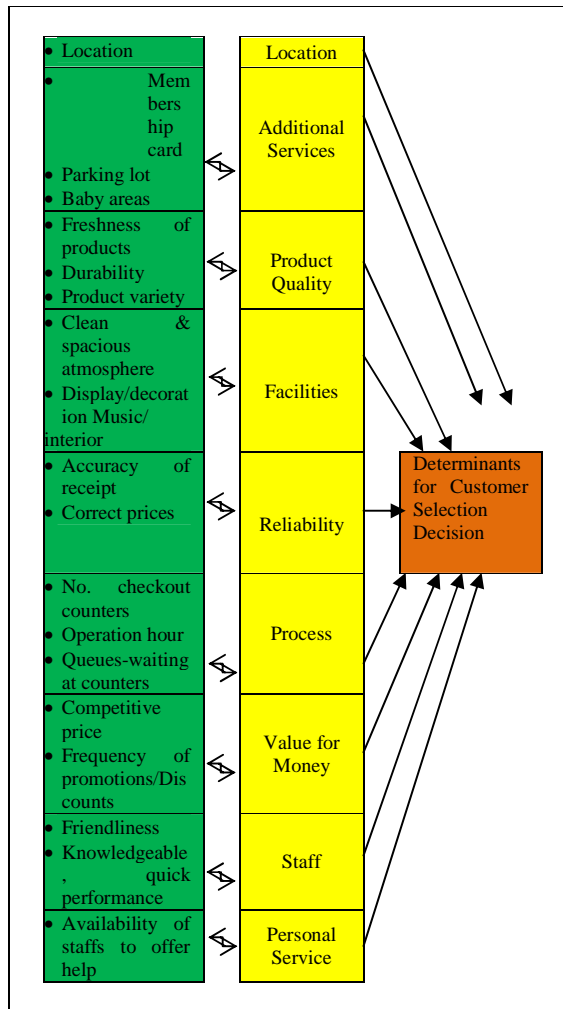 • Location
• Mem
bers
hip
card
• Parking lot
• Baby areas
• Freshness of
products
• Durability
• Product variety
• Clean &
spacious
atmosphere
• Display/decorat
ion Music/
interior
• Accuracy of
receipt
• Correct prices
• No. checkout
counters
• Operation hour
• Queues-waiting
at counters
• Competitive
price
• Frequency of
promotions/Dis
counts
• Friendliness
• Knowledgeable
, quick
performance
• Availability of
staffs to offer
help
Location
Additional
Services
Product
Quality
Facilities
Reliability
Process
Value for
Money
Staff
Personal
Service
Determinants
for Customer
Selection
Decision